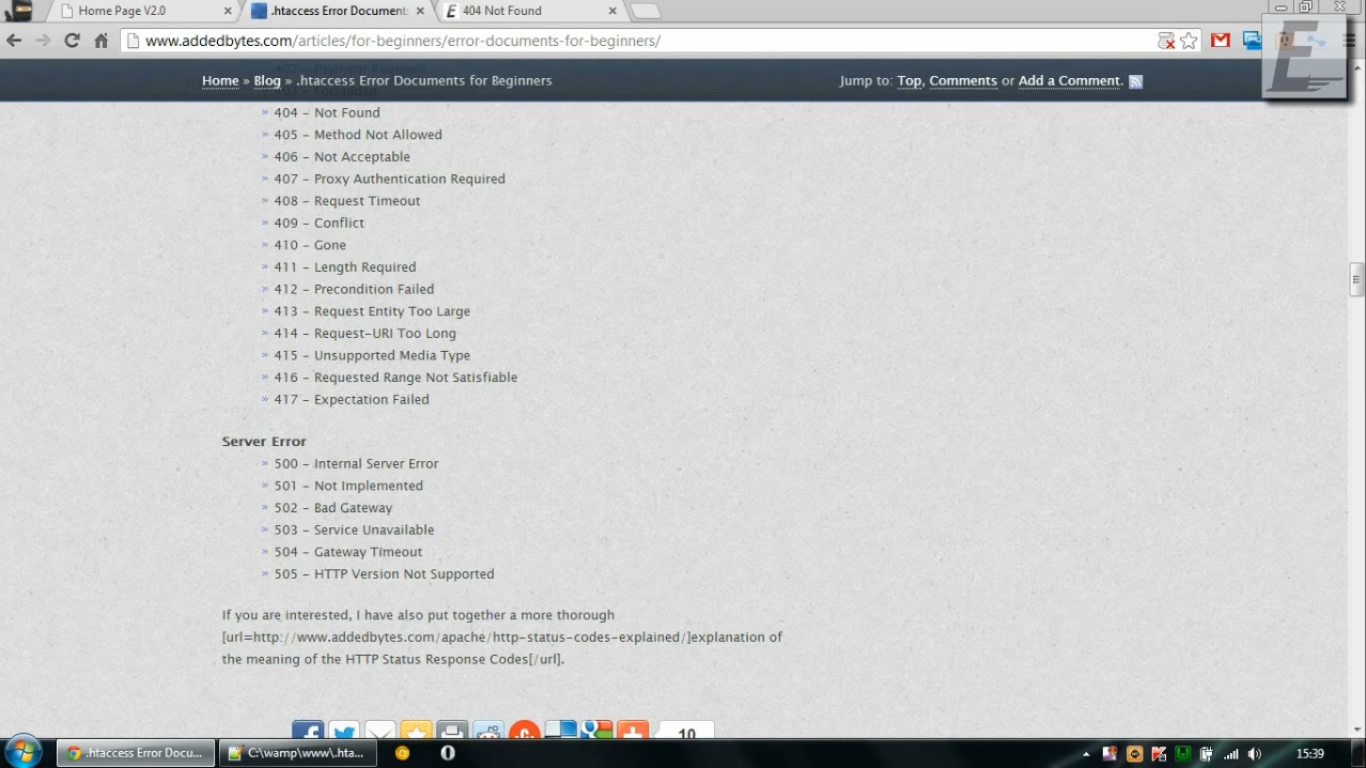 Home Page V2.0
.htaccess Error Documents
404 Not Found
www.addedbytes.com/articles/for-beginners/error-documents-for-beginners/
Home » Blog » .htaccess Error Documents for Beginners
Jump to: Top, Comments or Add a Comment.
» 404 – Not Found
» 405 – Method Not Allowed
» 406 – Not Acceptable
» 407 – Proxy Authentication Required
» 408 – Request Timeout
» 409 – Conflict
» 410 – Gone
» 411 – Length Required
» 412 – Precondition Failed
» 413 – Request Entity Too Large
» 414 – Request-URI Too Long
» 415 – Unsupported Media Type
» 416 – Requested Range Not Satisfiable
» 417 – Expectation Failed
Server Error
» 500 – Internal Server Error
» 501 – Not Implemented
» 502 – Bad Gateway
» 503 – Service Unavailable
» 504 – Gateway Timeout
» 505 – HTTP Version Not Supported
If you are interested, I have also put together a more thorough
[url=http://www.addedbytes.com/apache/http-status-codes-explained/]explanation of
the meaning of the HTTP Status Response Codes[/url].
10
.htaccess Error Docu...
C:\wamp\www\.hta...
15:39